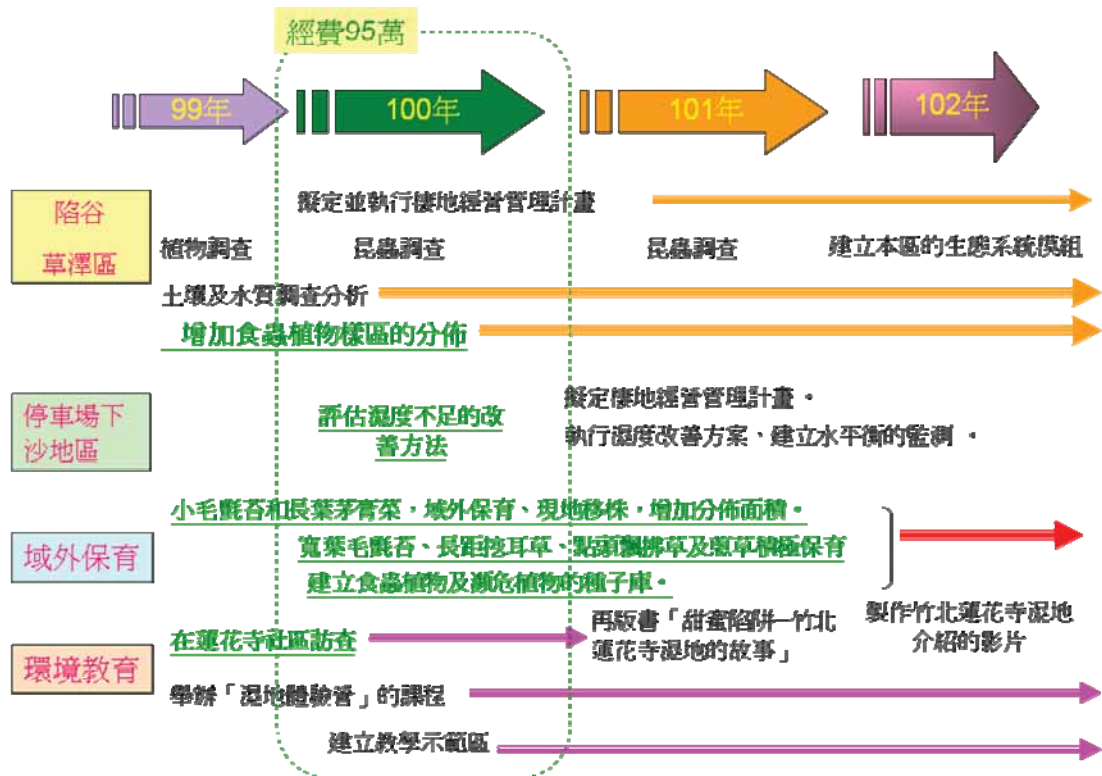 經費95萬
99年
100年
101年
102年
陷谷
草澤區
擬定並執行棲地經營管理計畫
植物調查
昆蟲調查
昆蟲調查
建立本區的生態系統模組
土壤及水質調查分析
增加食蟲植物樣區的分佈
停車場下
沙地區
評估濕度不足的改
善方法
擬定棲地經營管理計畫。
執行濕度改善方案、建立水平衡的監測 。
域外保育
小毛氈苔和長葉茅膏菜，域外保育、現地移株，增加分佈面積。
寬葉毛氈苔、長距挖耳草、點頭飄拂草及蔥草積極保育
建立食蟲植物及瀕危植物的種子庫。
製作竹北蓮花寺濕地
介紹的影片
環境教育
在蓮花寺社區訪查
再版書「甜蜜陷阱─竹北
蓮花寺濕地的故事」
舉辦「濕地體驗營」的課程
建立教學示範區